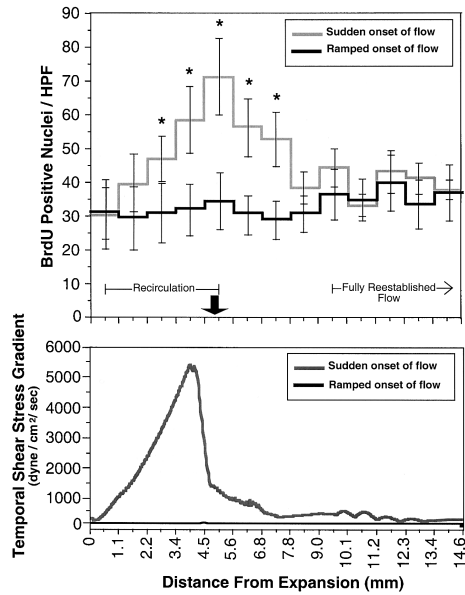 90
80
70
60
50
40
30
20
10
0
BrdU Positive Nuclei / HPF
Sudden onset of flow
Ramped onset of flow
*
*
*
*
*
Recirculation
Fully Reestablished
Flow
6000
5000
4000
3000
2000
1000
0
Temporal Shear Stress Gradient
(dyne / cm2/ sec)
Sudden onset of flow
Ramped onset of flow
0 1.1 2.2 3.4 4.5 5.6 6.7 7.8 9.0 10.1 11.2 12.3 13.4 14.6
Distance From Expansion (mm)